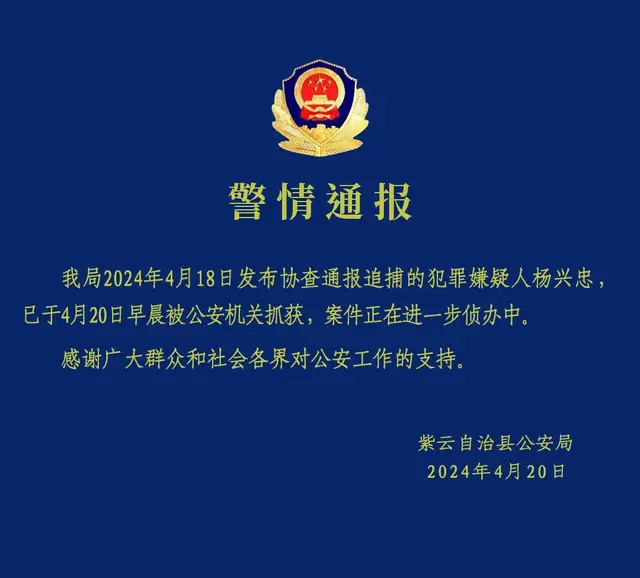 警情通报
我局2024年4月18日发布协查通报追捕的犯罪嫌疑人杨兴忠，
已于4月20日早晨被公安机关抓获，案件正在进一步侦办中。
感谢广大群众和社会各界对公安工作的支持。
紫云自治县公安局
2024年4月20日